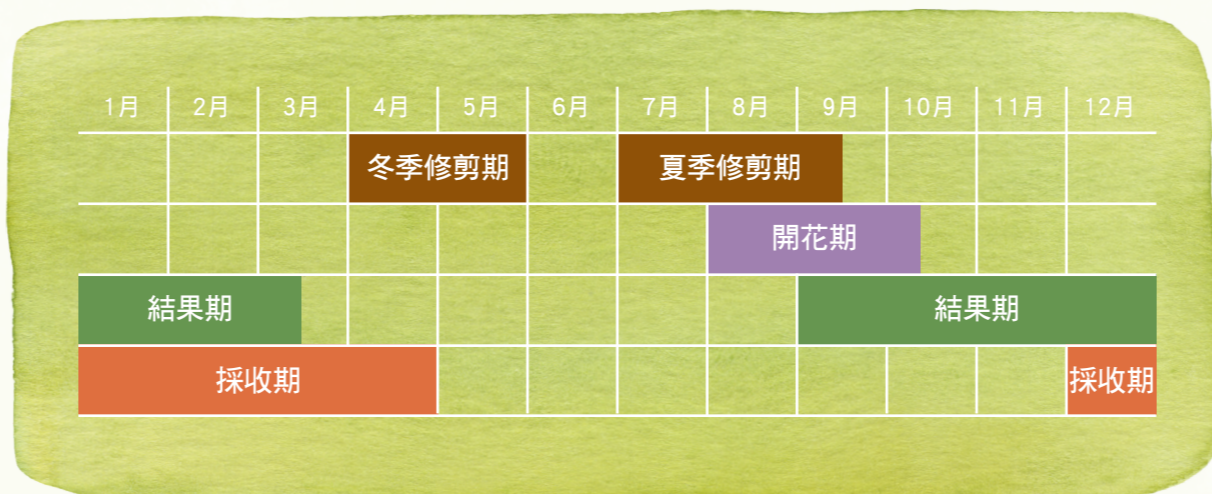 1月 2月 3月 4月 5月 6月 7月 8月 9月 10月 11月 12月
冬季修剪期 夏季修剪期
開花期
結果期 結果期
採收期 採收期